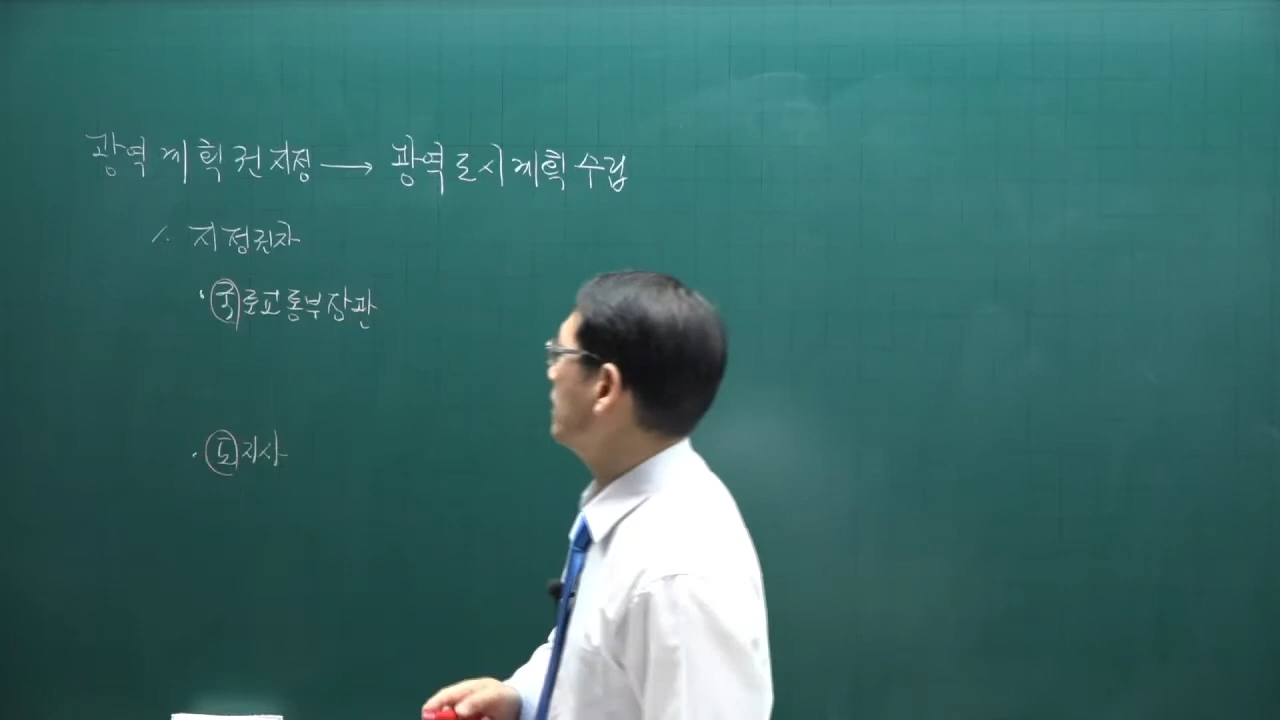 광역계획권 지정 → 광역도시계획 수립
1. 지정권자
· 국토교통부장관
· 도지사